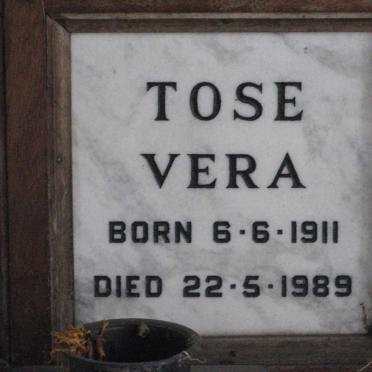 TOSE
VERA
BORN 6·6·1911
DIED 22·5·1989